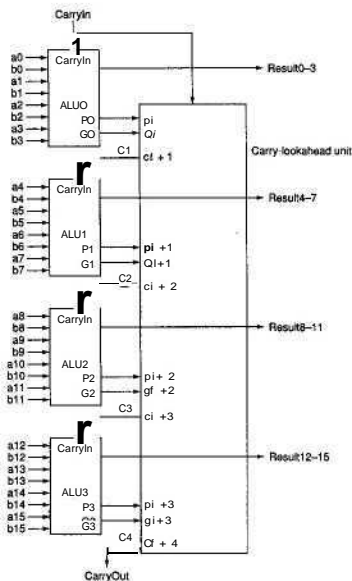 CarryIn
1
CarryIn
a0
b0
a1
b1
a2
b2
a3
b3
ALU0
P0
G0
Result0–3
pi
Qi
C1
cl + 1
Carry-lookahead unit
r
CarryIn
a4
b4
a5
b5
a6
b6
a7
b7
ALU1
P1
G1
Result4–7
pi +1
Ql+1
C2
ci + 2
r
CarryIn
a8
b8
a9
b9
a10
b10
a11
b11
ALU2
P2
G2
Result8–11
pi + 2
gf +2
C3
ci +3
r
CarryIn
a12
b12
a13
b13
a14
b14
a15
b15
ALU3
P3
G3
Result12–15
pi +3
gi+3
C4
Cf + 4
CarryOut